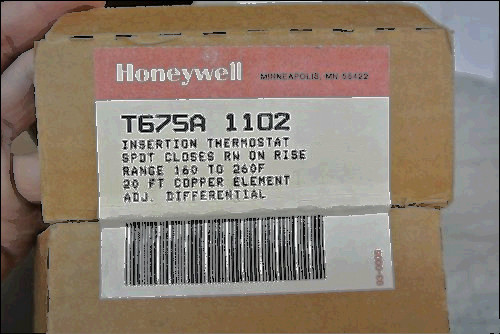 Honeywell MINNEAPOLIS, MN 55422
T675A 1102
INSERTION THERMOSTAT
SPDT CLOSES RW ON RISE
RANGE 160 TO 260F
20 FT COPPER ELEMENT
ADJ. DIFFERENTIAL